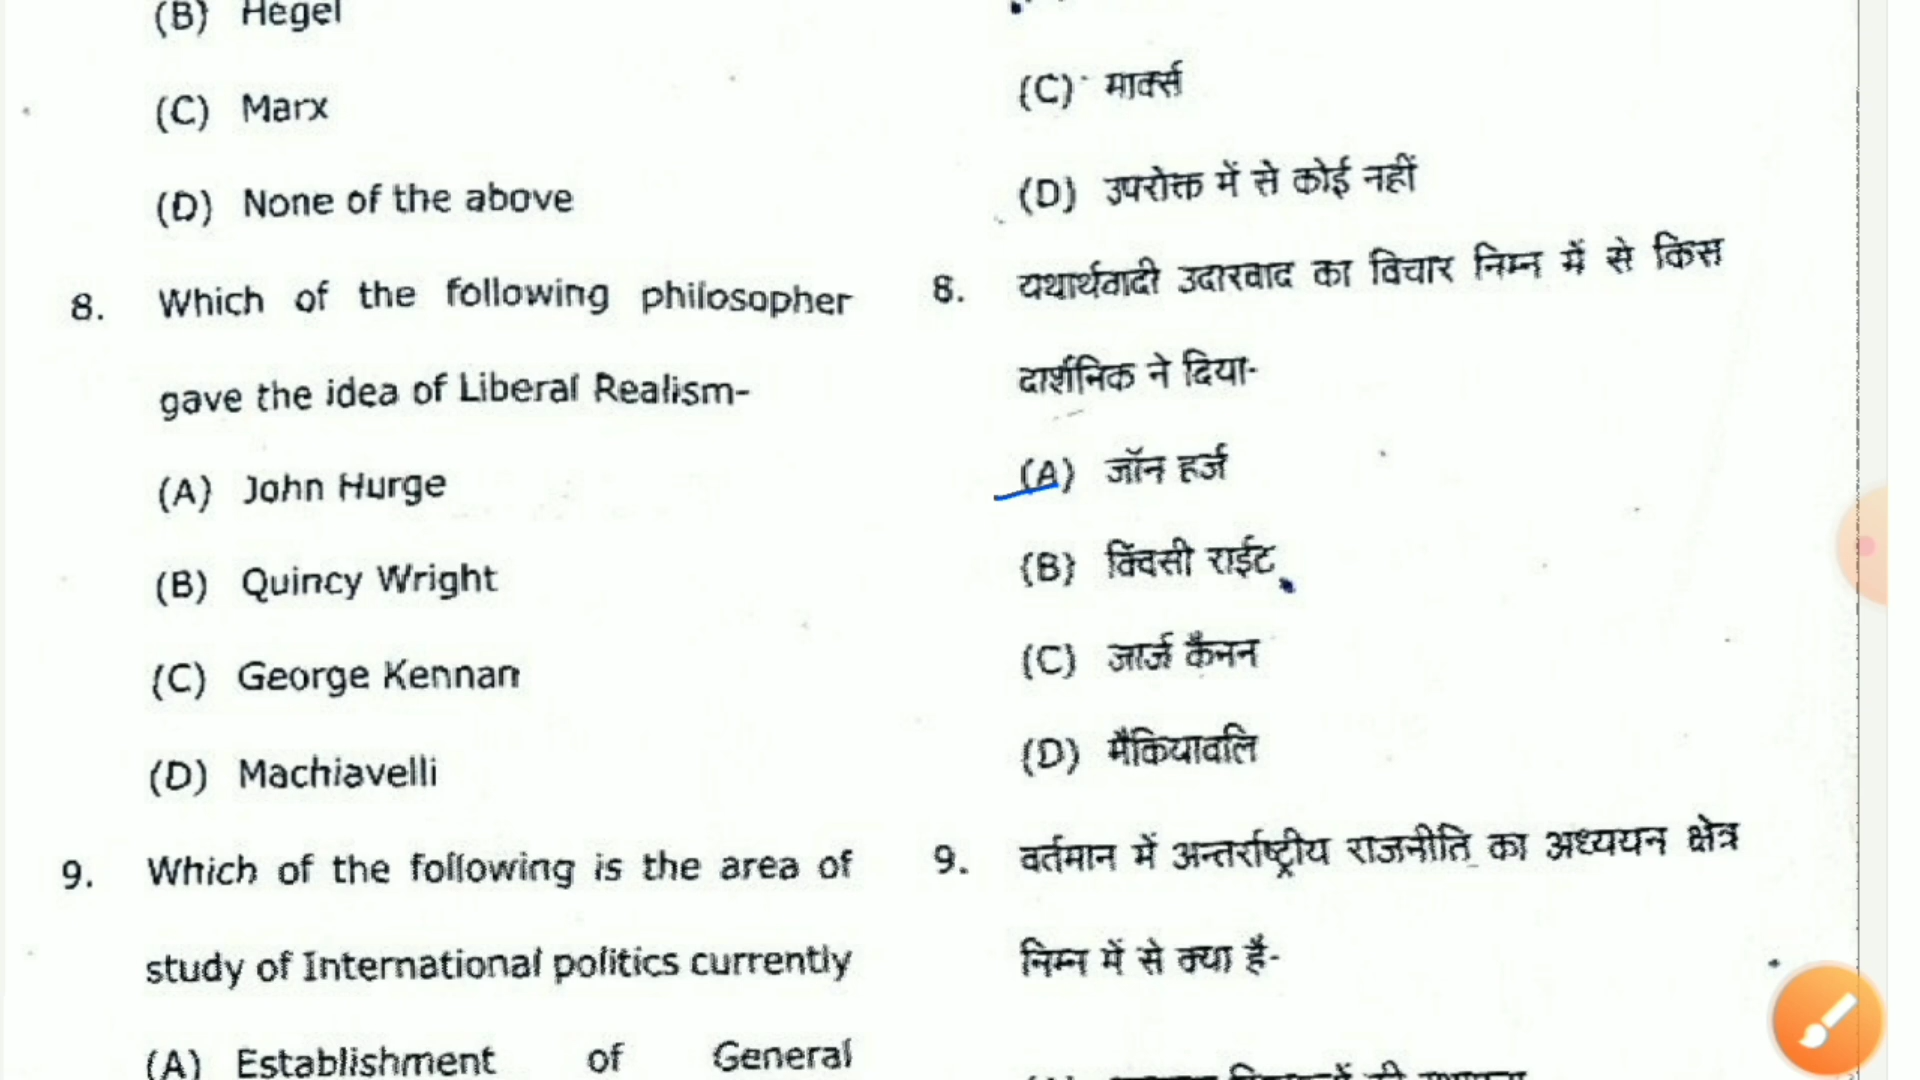 (B) Hegel
(C) Marx
(D) None of the above
8. Which of the following philosopher
gave the idea of Liberal Realism-
(A) John Hurge
(B) Quincy Wright
(C) George Kennan
(D) Machiavelli
9. Which of the following is the area of
study of International politics currently
(A) Establishment of General
(C) मार्क्स
(D) उपरोक्त में से कोई नहीं
8. यथार्थवादी उदारवाद का विचार निम्न में से किस
दार्शनिक ने दिया-
(A) जॉन हर्ज
(B) क्विंसी राईट
(C) जार्ज कैनन
(D) मैकियावलि
9. वर्तमान में अन्तर्राष्ट्रीय राजनीति का अध्ययन क्षेत्र
निम्न में से क्या है-